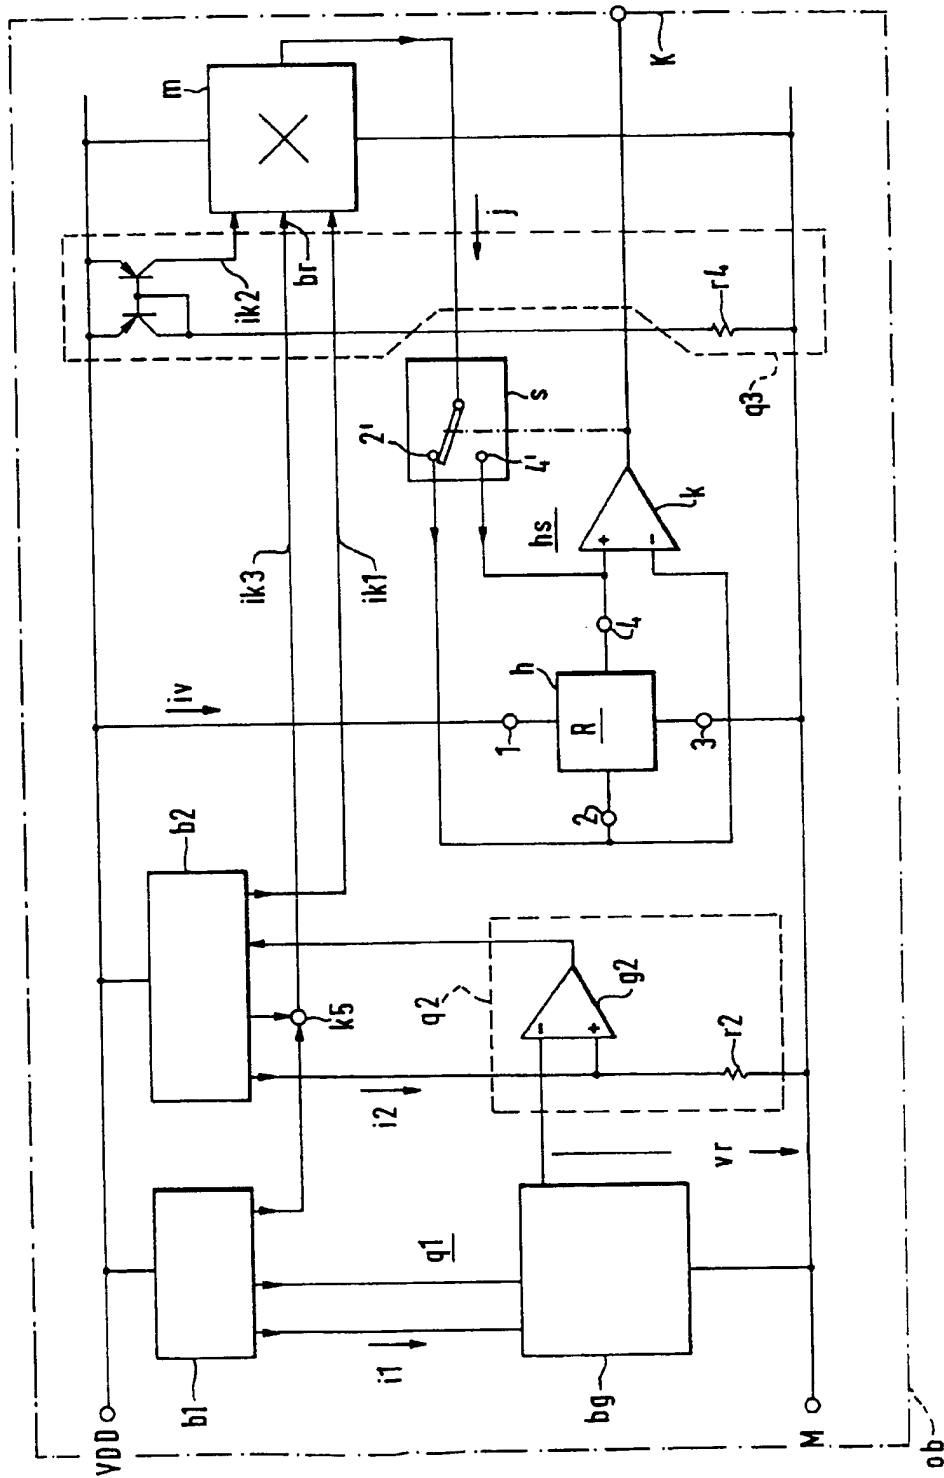 VDD
M
ob
b1
b2
i1
q1
bg
vr
i2
k5
q2
g2
-
+
r2
iv
ik3
ik1
1
2
3
4
h
R
hs
+
-
k
s
2'
4'
K
j
m
br
ik2
r4
q3